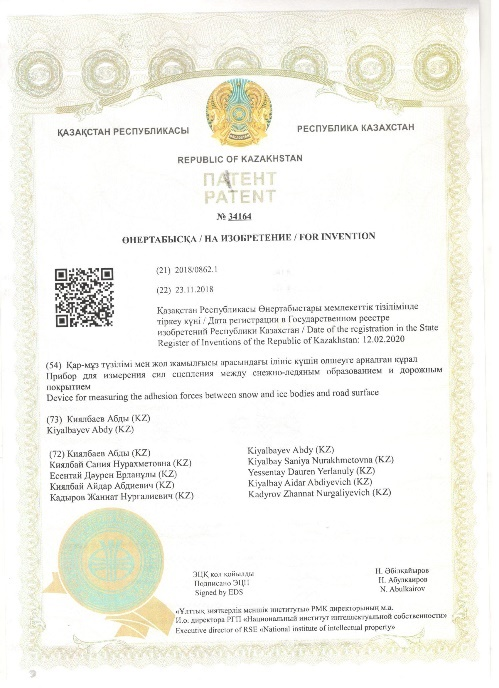 ҚАЗАҚСТАН РЕСПУБЛИКАСЫ
РЕСПУБЛИКА КАЗАХСТАН
REPUBLIC OF KAZAKHSTAN
ПАТЕНТ
PATENT
№ 34164
ӨНЕРТАБЫСҚА / НА ИЗОБРЕТЕНИЕ / FOR INVENTION
(21) 2018/0862.1
(22) 23.11.2018
Қазақстан Республикасы Өнертабыстары мемлекеттік тізілімінде
тіркеу күні / Дата регистрации в Государственном реестре
изобретений Республики Казахстан / Date of the registration in the State
Register of Inventions of the Republic of Kazakhstan: 12.02.2020
(54) Қар-мұз түзілімі мен жол жамылғысы арасындағы ілініс күшін өлшеуге арналған құрал
Прибор для измерения сил сцепления между снежно-ледяным образованием и дорожным
покрытием
Device for measuring the adhesion forces between snow and ice bodies and road surface
(73) Киялбаев Абды (KZ)
Kiyalbayev Abdy (KZ)
(72) Киялбаев Абды (KZ)
Киялбай Сания Нурахметовна (KZ)
Есентай Дәурен Ерланұлы (KZ)
Киялбай Айдар Абдиевич (KZ)
Кадыров Жаннат Нургалиевич (KZ)
Kiyalbayev Abdy (KZ)
Kiyalbay Saniya Nurakhmetovna (KZ)
Yessentay Dauren Yerlanuly (KZ)
Kiyalbay Aidar Abdiyevich (KZ)
Kadyrov Zhannat Nurgaliyevich (KZ)
ЭЦҚ қол қойылды
Подписано ЭЦП
Signed by EDS
Н. Әбілқайыров
Н. Абулкаиров
N. Abulkairov
«Ұлттық зияткерлік меншік институты» РМК директорының м.а.
И.о. директора РГП «Национальный институт интеллектуальной собственности»
Executive director of RSE «National institute of intellectual property»